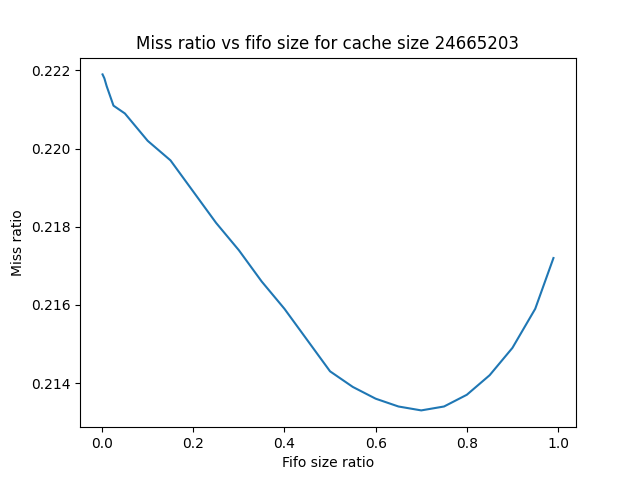 Miss ratio vs fifo size for cache size 24665203
0.222
0.220
0.218
0.216
0.214
Miss ratio
0.0 0.2 0.4 0.6 0.8 1.0
Fifo size ratio